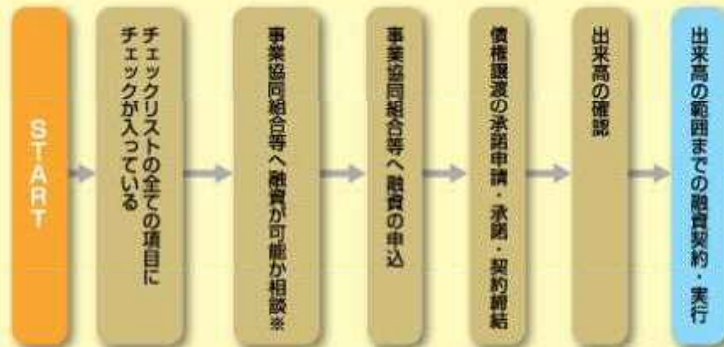 START
チェックリストの全ての項目に
チェックが入っている
事業協同組合等へ融資が可能か相談※
事業協同組合等へ融資の申込
債権譲渡の承諾申請・承諾・契約締結
出来高の確認
出来高の範囲までの融資契約・実行